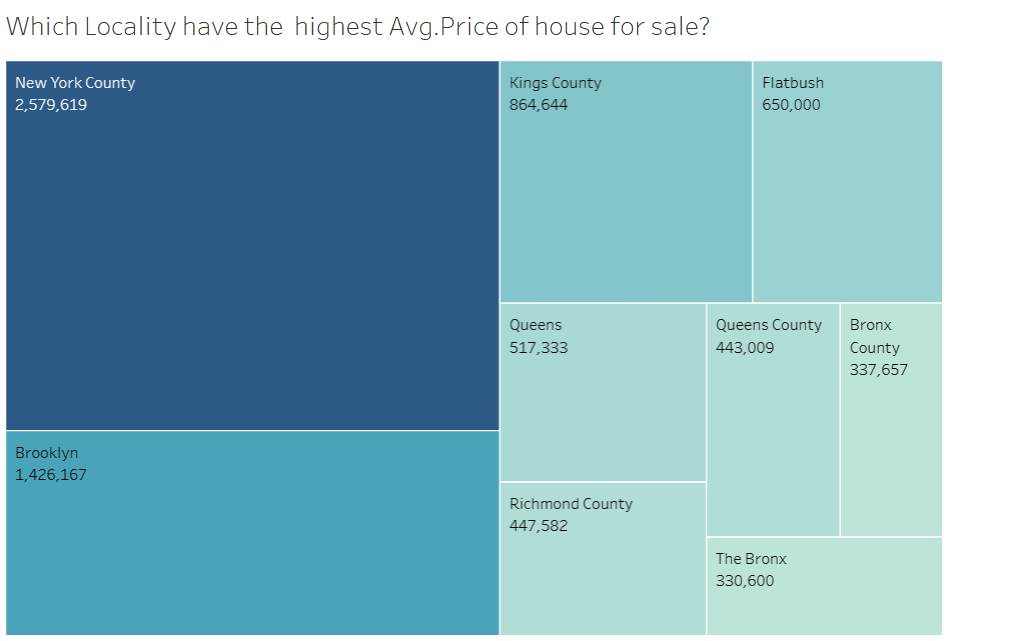 Which Locality have the  highest Avg.Price of house for sale?
New York County
2,579,619
Kings County
864,644
Flatbush
650,000
Queens
517,333
Queens County
443,009
Bronx
County
337,657
Brooklyn
1,426,167
Richmond County
447,582
The Bronx
330,600